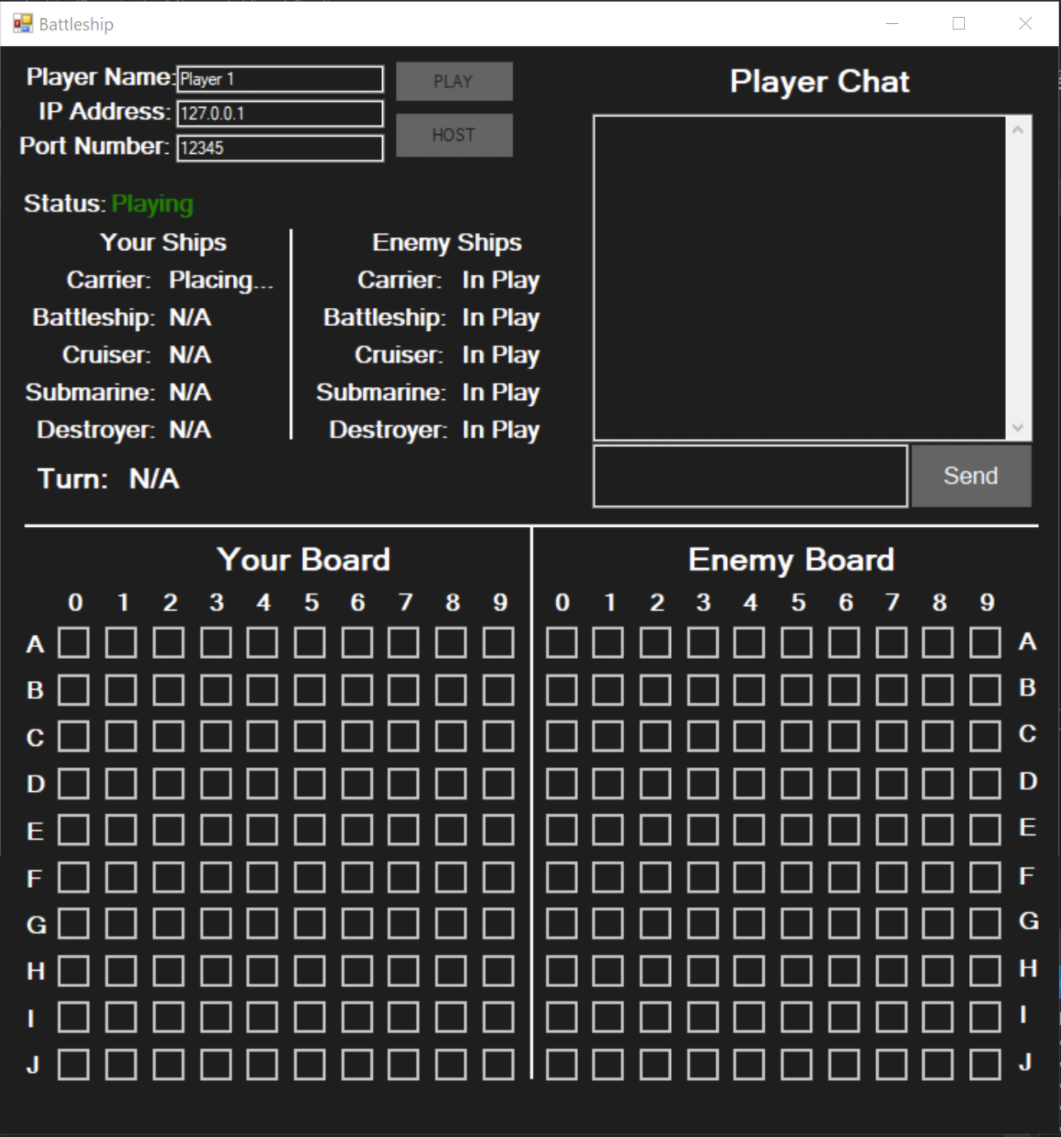 Battleship
Player Name: Player 1
IP Address: 127.0.0.1
Port Number: 12345
PLAY
HOST
Status: Playing
Your Ships
Carrier: Placing...
Battleship: N/A
Cruiser: N/A
Submarine: N/A
Destroyer: N/A
Enemy Ships
Carrier: In Play
Battleship: In Play
Cruiser: In Play
Submarine: In Play
Destroyer: In Play
Turn: N/A
Player Chat
Send
Your Board
0 1 2 3 4 5 6 7 8 9
A
B
C
D
E
F
G
H
I
J
Enemy Board
0 1 2 3 4 5 6 7 8 9
A
B
C
D
E
F
G
H
I
J